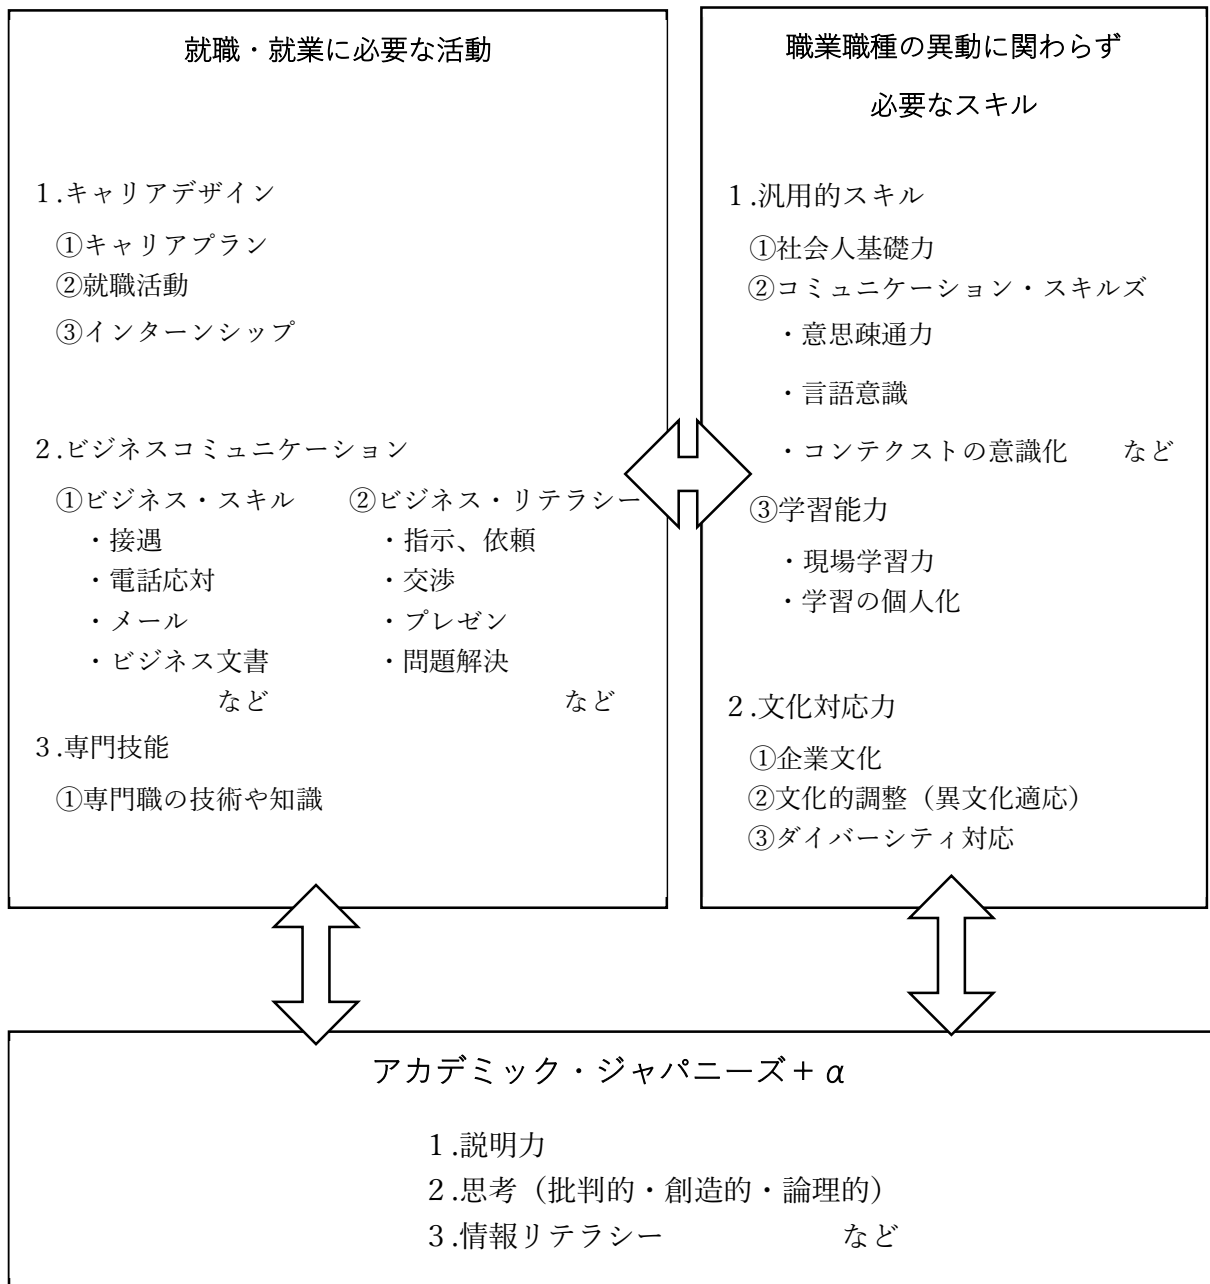 就職・就業に必要な活動
１.キャリアデザイン
①キャリアプラン
②就職活動
③インターンシップ
２.ビジネスコミュニケーション
①ビジネス・スキル　②ビジネス・リテラシー
・接遇　・指示、依頼
・電話応対　・交渉
・メール　・プレゼン
・ビジネス文書　・問題解決
など　など
３.専門技能
①専門職の技術や知識
職業職種の異動に関わらず
必要なスキル
１.汎用的スキル
①社会人基礎力
②コミュニケーション・スキルズ
・意思疎通力
・言語意識
・コンテクストの意識化　など
③学習能力
・現場学習力
・学習の個人化
２.文化対応力
①企業文化
②文化的調整（異文化適応）
③ダイバーシティ対応
アカデミック・ジャパニーズ＋α
１.説明力
２.思考（批判的・創造的・論理的）
３.情報リテラシー　など